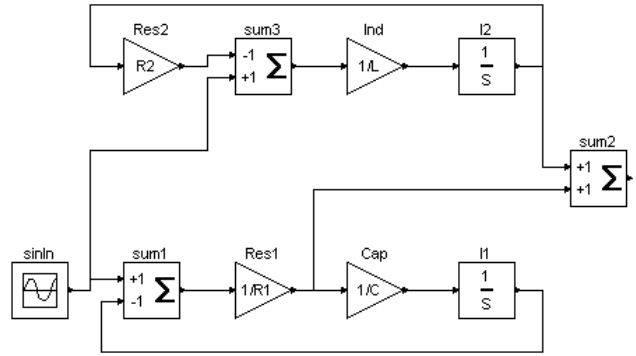 Res2 sum3 Ind I2
R2 -1 +1 Σ 1/L 1/S
sum2
+1 +1 Σ
sinIn sum1 Res1 Cap I1
+1 -1 Σ 1/R1 1/C 1/S